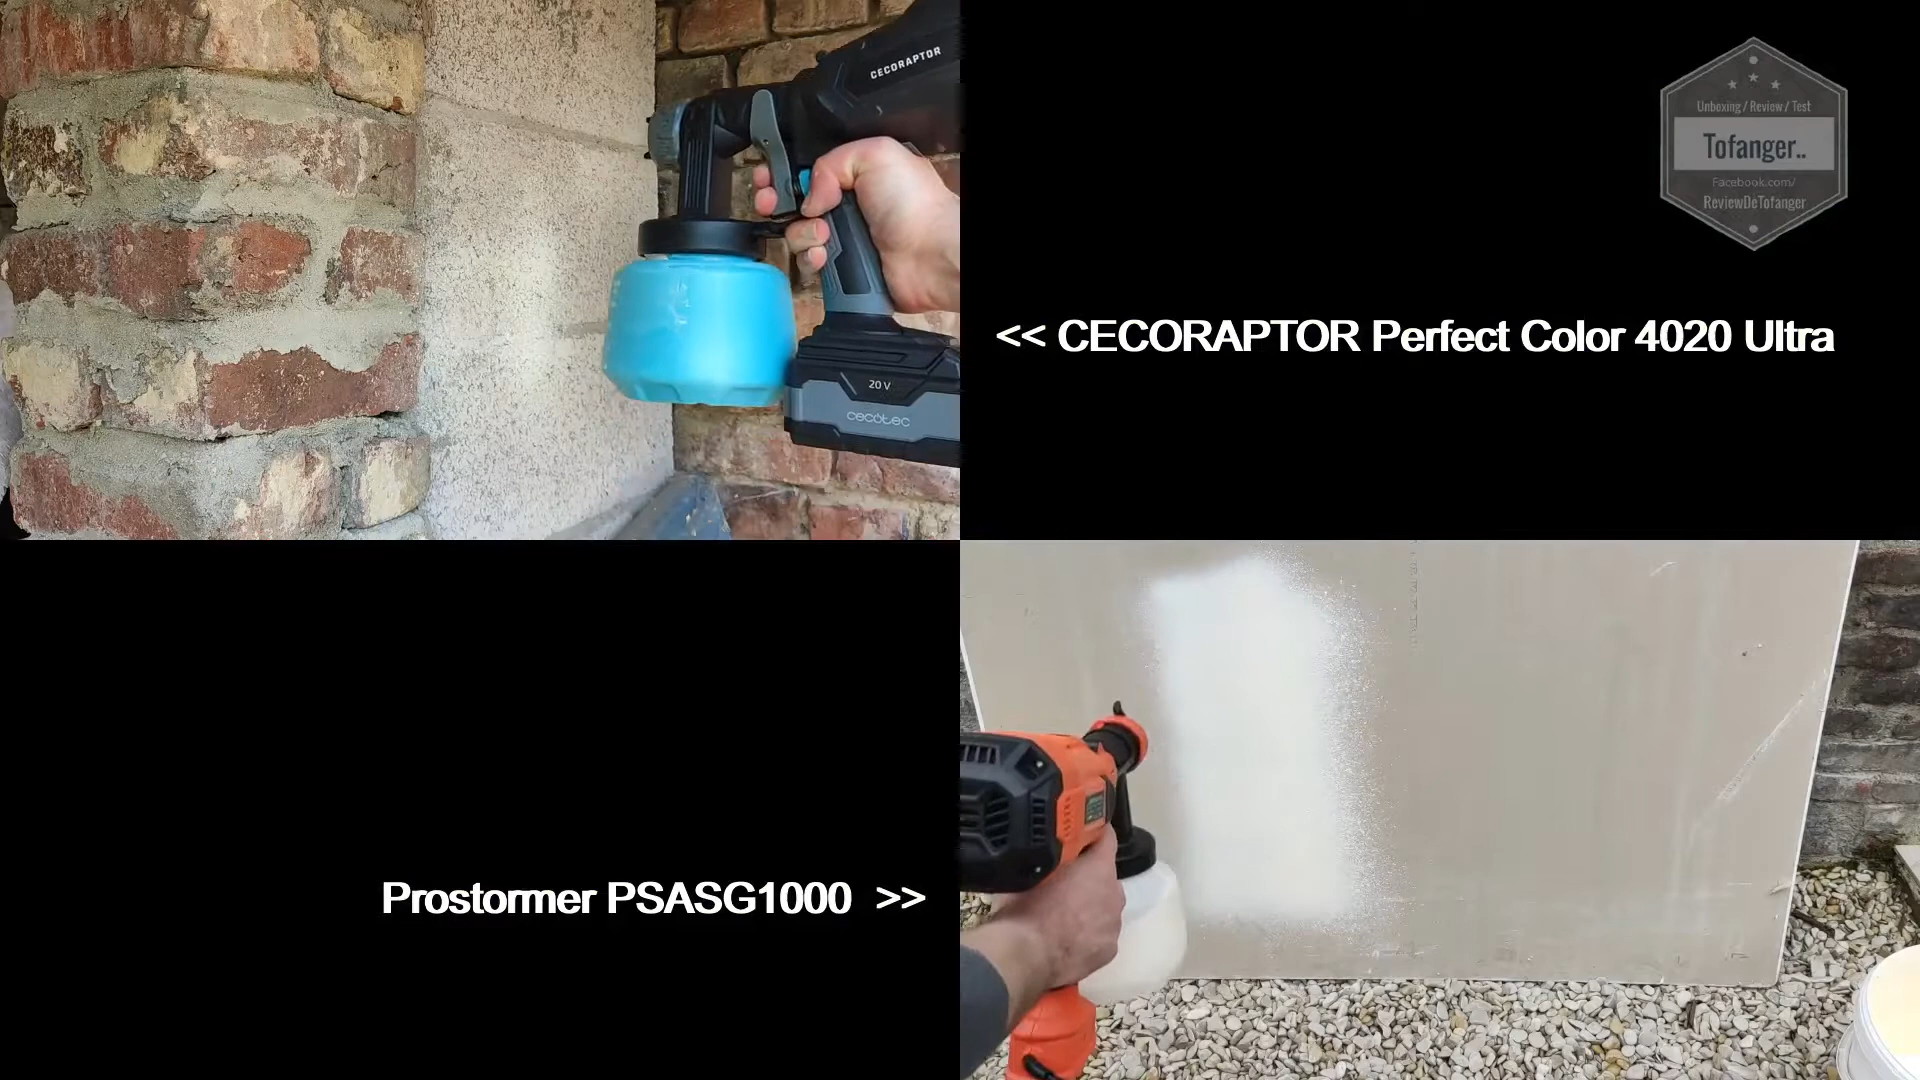 CECORAPTOR
20 V
cecotec
Unboxing / Review / Test
Tofanger..
Facebook.com/
ReviewDeTofanger
<< CECORAPTOR Perfect Color 4020 Ultra
Prostormer PSASG1000 >>